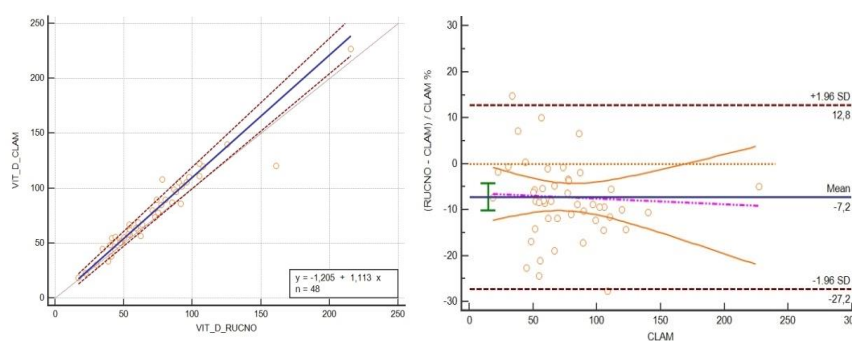 250
200
150
100
50
0
VIT_D_CLAM
0 50 100 150 200 250
VIT_D_RUCNO
y = -1,205 + 1,113 x
n = 48
30
20
10
0
-10
-20
-30
(RUCNO - CLAM) / CLAM %
+1.96 SD
12,8
Mean
-7,2
-1.96 SD
-27,2
0 50 100 150 200 250 300
CLAM